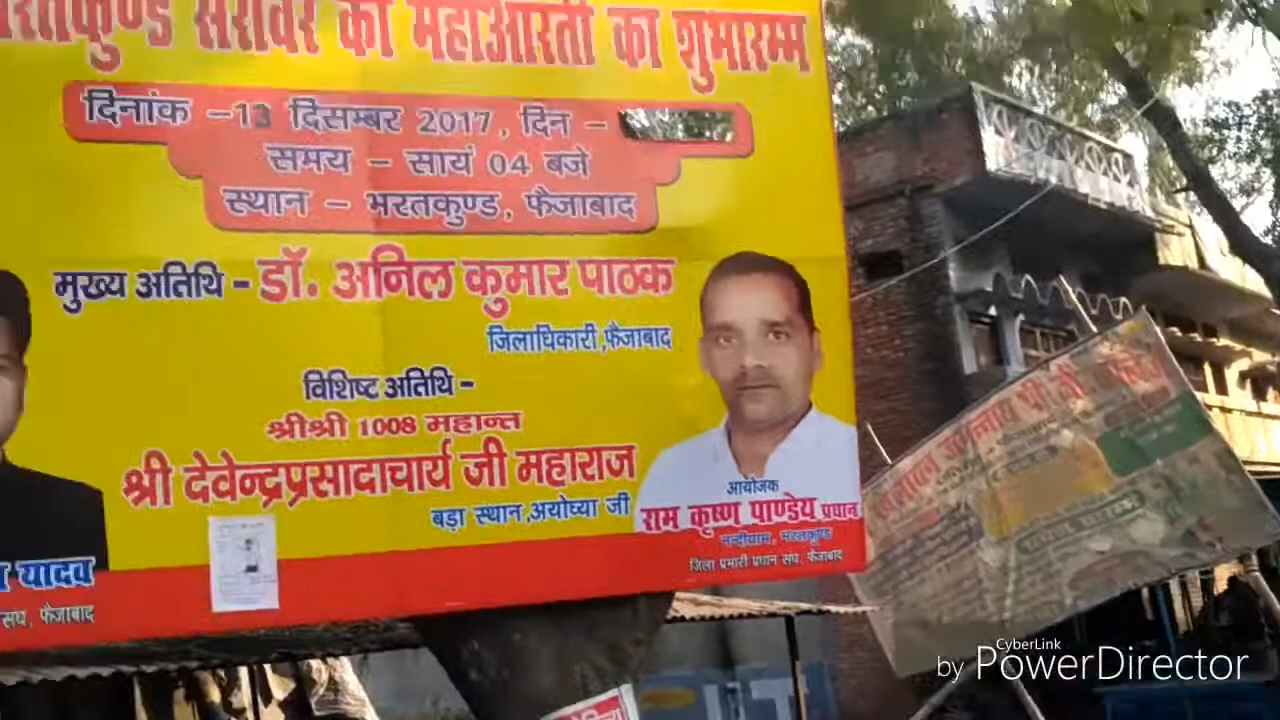 सरोवर की महाआरती का शुभारम्भ
दिनांक -13 दिसम्बर 2017, दिन -
समय - सायं 04 बजे
स्थान - भरतकुण्ड, फैजाबाद
मुख्य अतिथि - डॉ. अनिल कुमार पाठक
जिलाधिकारी,फैजाबाद
विशिष्ट अतिथि -
श्रीश्री 1008 महान्त
श्री देवेन्द्रप्रसादाचार्य जी महाराज
बड़ा स्थान,अयोध्या जी
आयोजक
राम कृष्ण पाण्डेय प्रधान
नन्दीग्राम, भरतकुण्ड
जिला प्रभारी प्रधान संघ, फैजाबाद
यादव
संघ, फैजाबाद
CyberLink
by PowerDirector